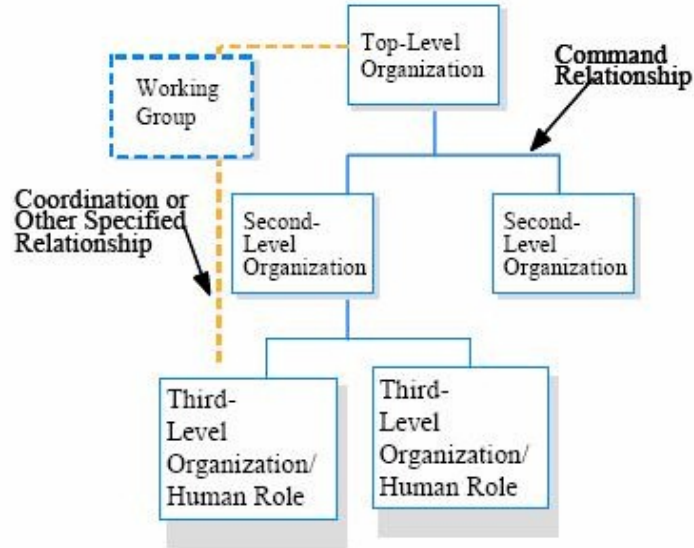 Top-Level
Organization
Command
Relationship
Working
Group
Coordination or
Other Specified
Relationship
Second-
Level
Organization
Second-
Level
Organization
Third-
Level
Organization/
Human Role
Third-
Level
Organization/
Human Role